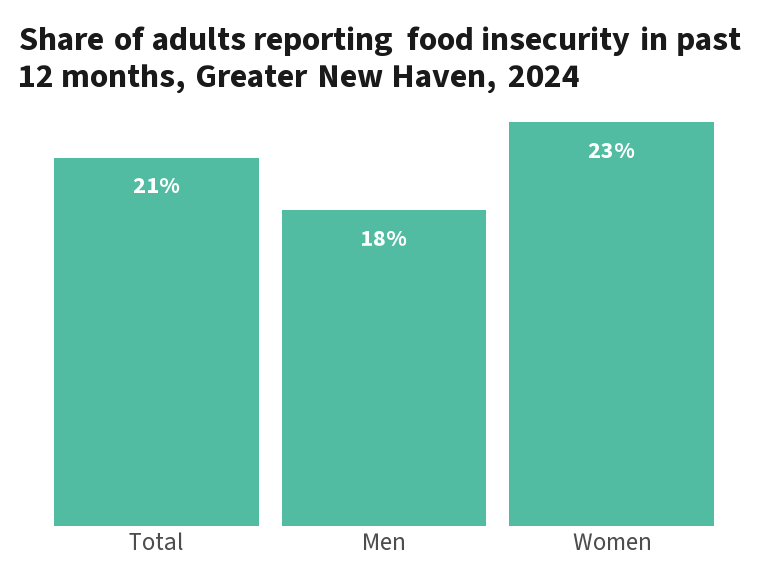 Share of adults reporting food insecurity in past
12 months, Greater New Haven, 2024
21%
18%
23%
Total
Men
Women